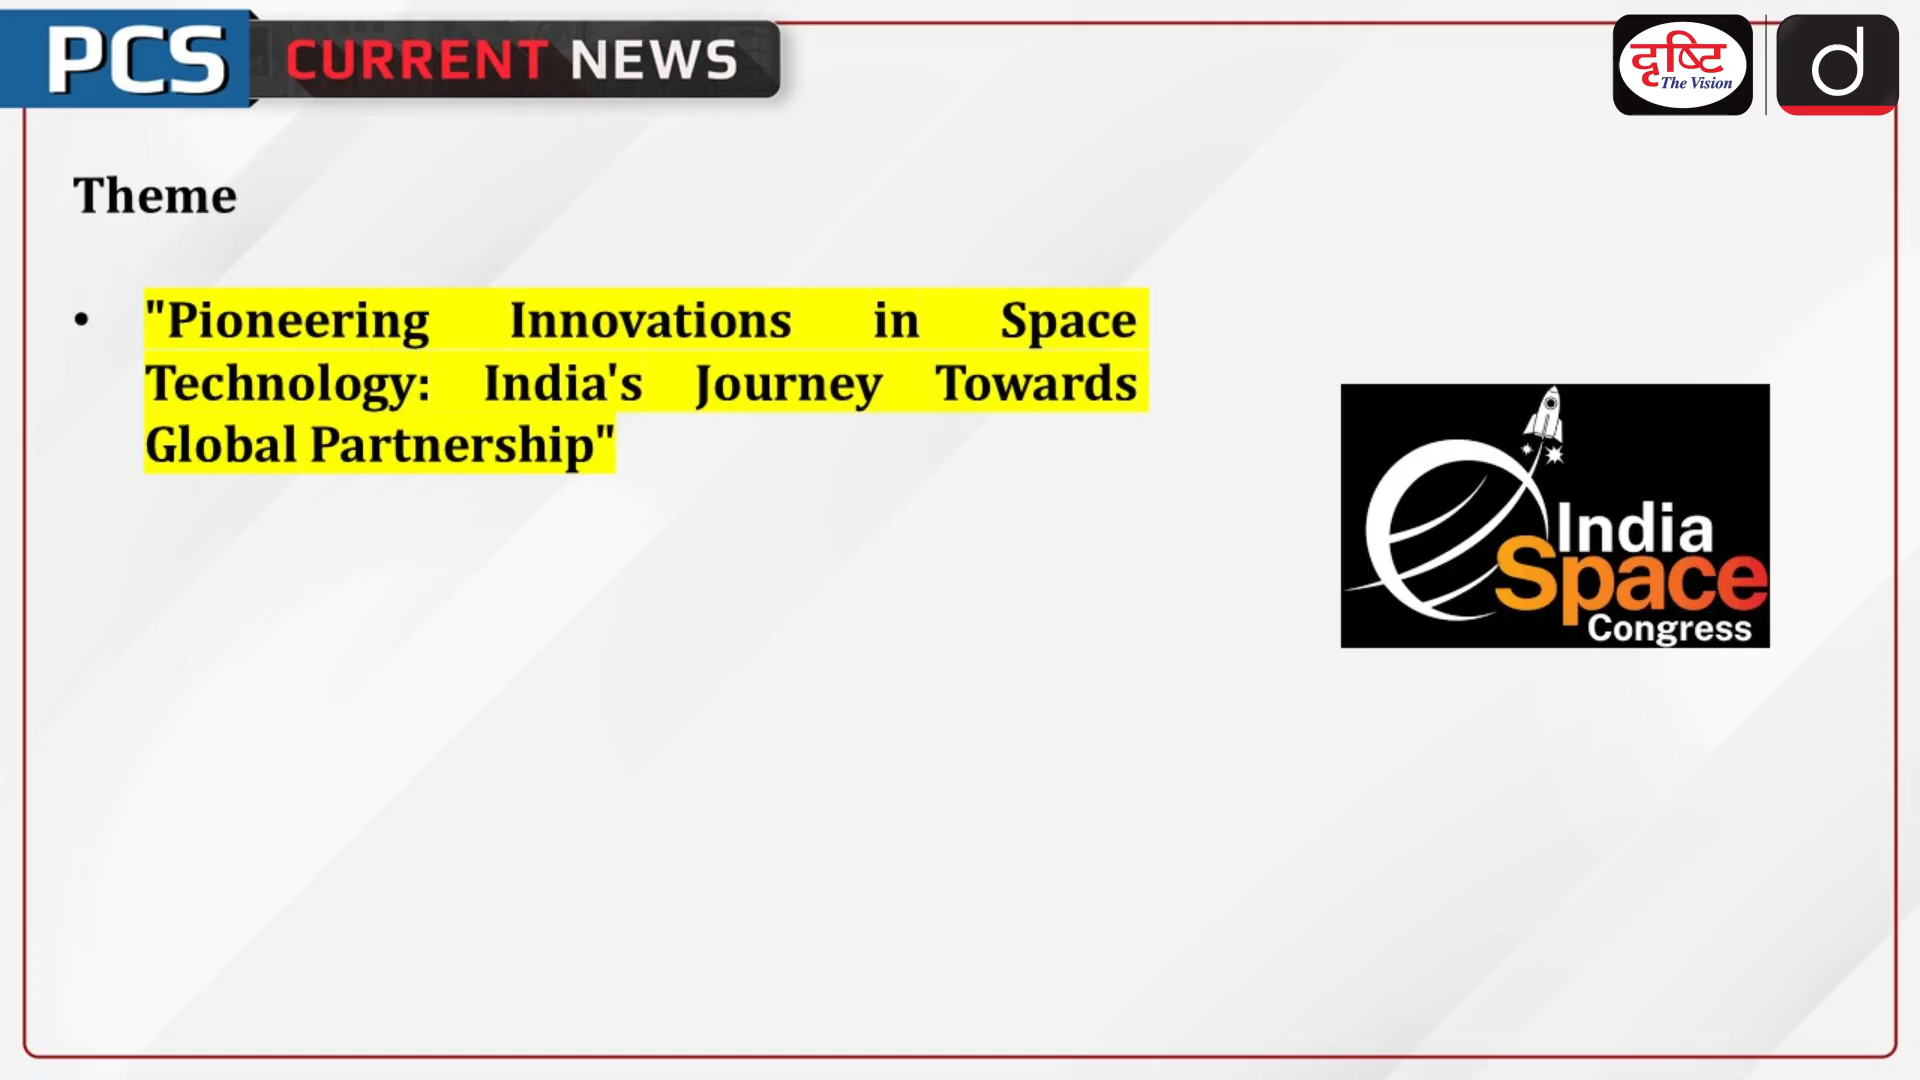 PCS CURRENT NEWS
दृष्टि
The Vision
d
Theme
• "Pioneering Innovations in Space
Technology: India's Journey Towards
Global Partnership"
India
Space
Congress